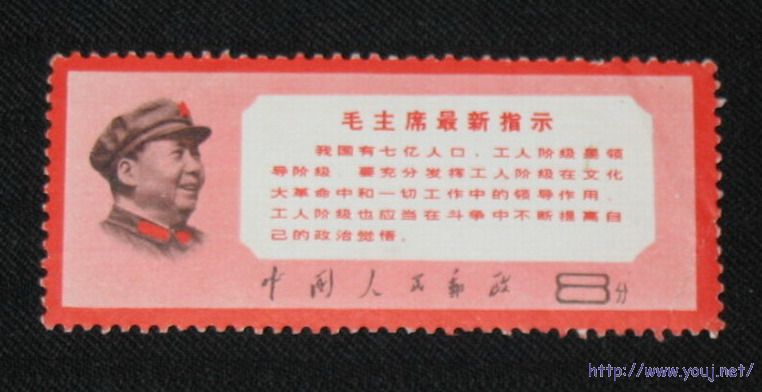 毛主席最新指示
我国有七亿人口，工人阶级是领
导阶级。要充分发挥工人阶级在文化
大革命中和一切工作中的领导作用。
工人阶级也应当在斗争中不断提高自
己的政治觉悟。
中国人民邮政 8分
http://www.youj.net/